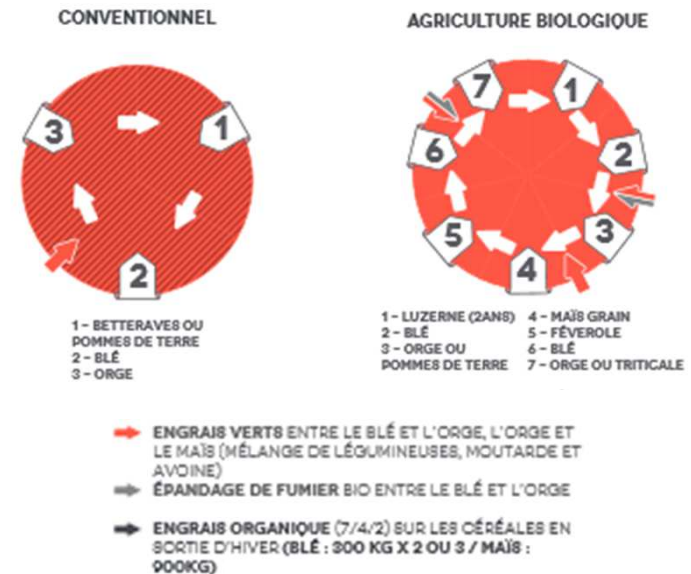 CONVENTIONNEL
3
1
2
1 – BETTERAVES OU
POMMES DE TERRE
2 – BLÉ
3 – ORGE
AGRICULTURE BIOLOGIQUE
7
1
6
2
5
3
4
1 – LUZERNE (2ANS)
2 – BLÉ
3 – ORGE OU
POMMES DE TERRE
4 – MAÏS GRAIN
5 – FÉVEROLE
6 – BLÉ
7 – ORGE OU TRITICALE
ENGRAIS VERTS ENTRE LE BLÉ ET L'ORGE, L'ORGE ET
LE MAÏS (MÉLANGE DE LÉGUMINEUSES, MOUTARDE ET
AVOINE)
ÉPANDAGE DE FUMIER BIO ENTRE LE BLÉ ET L'ORGE
ENGRAIS ORGANIQUE (7/4/2) SUR LES CÉRÉALES EN
SORTIE D'HIVER (BLÉ : 300 KG X 2 OU 3 / MAÏS :
900KG)